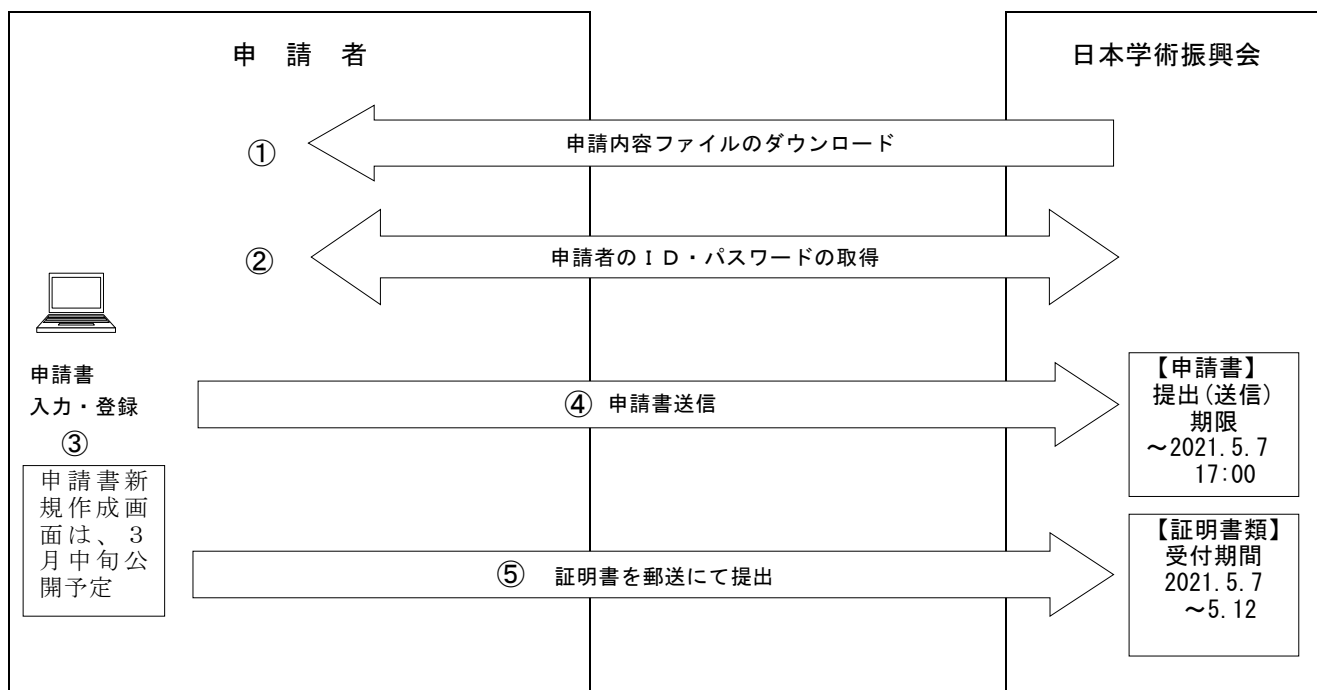 申 請 者
日本学術振興会
①
申請内容ファイルのダウンロード
②
申請者のＩＤ・パスワードの取得
申請書
入力・登録
③
申請書新
規作成画
面は、３
月中旬公
開予定
④ 申請書送信
【申請書】
提出(送信)
期限
～2021.5.7
17:00
⑤ 証明書を郵送にて提出
【証明書類】
受付期間
2021.5.7
～5.12